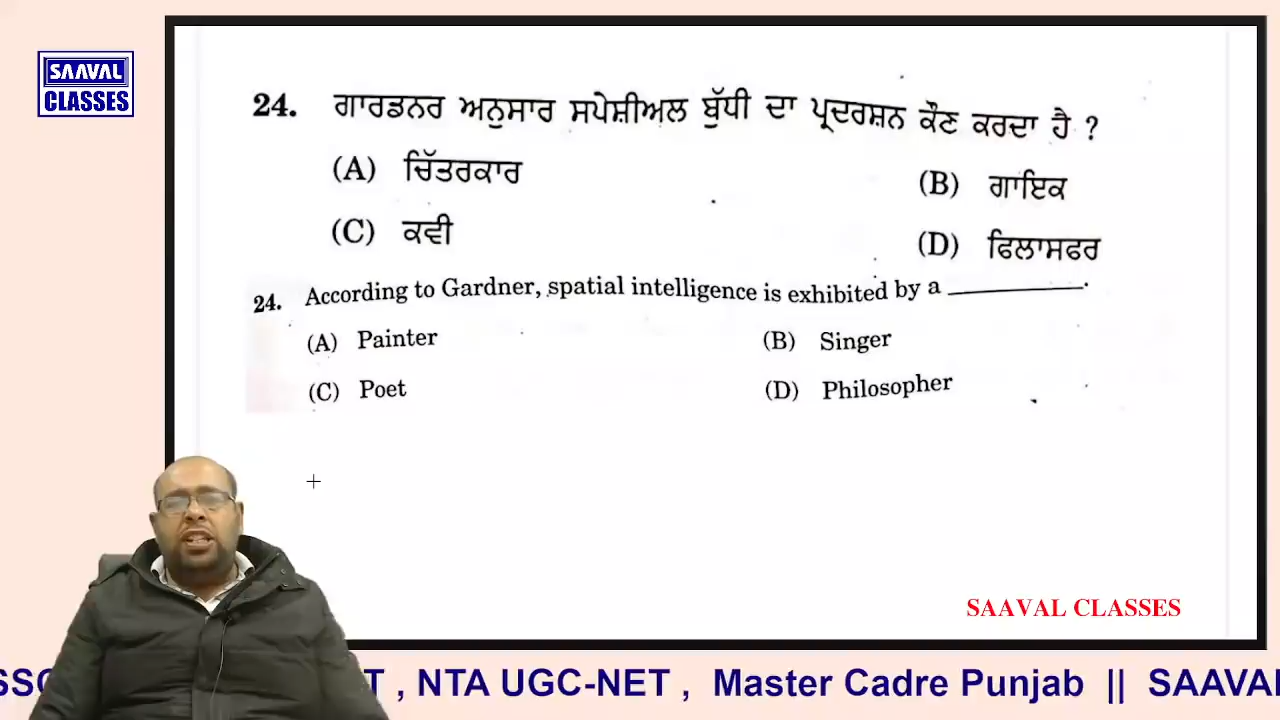 SAAVAL
CLASSES
24. ਗਾਰਡਨਰ ਅਨੁਸਾਰ ਸਪੇਸ਼ੀਅਲ ਬੁੱਧੀ ਦਾ ਪ੍ਰਦਰਸ਼ਨ ਕੌਣ ਕਰਦਾ ਹੈ ?
(A) ਚਿੱਤਰਕਾਰ (B) ਗਾਇਕ
(C) ਕਵੀ (D) ਫਿਲਾਸਫਰ
24. According to Gardner, spatial intelligence is exhibited by a ________.
(A) Painter (B) Singer
(C) Poet (D) Philosopher
SAAVAL CLASSES
T , NTA UGC-NET , Master Cadre Punjab || SAAVAL